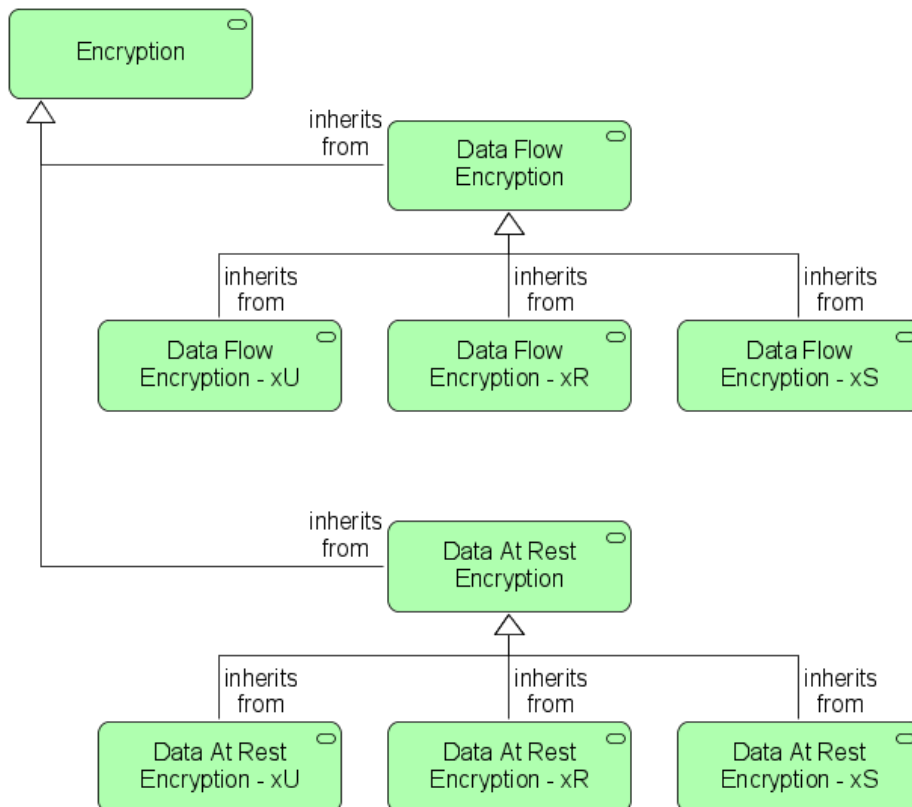 Encryption
inherits
from
Data Flow
Encryption
inherits
from
inherits
from
inherits
from
Data Flow
Encryption - xU
Data Flow
Encryption - xR
Data Flow
Encryption - xS
inherits
from
Data At Rest
Encryption
inherits
from
inherits
from
inherits
from
Data At Rest
Encryption - xU
Data At Rest
Encryption - xR
Data At Rest
Encryption - xS